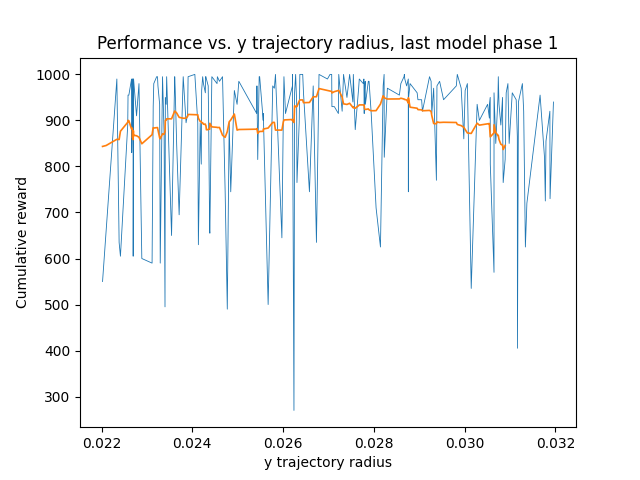 Performance vs. y trajectory radius, last model phase 1
Cumulative reward
1000
900
800
700
600
500
400
300
0.022 0.024 0.026 0.028 0.030 0.032
y trajectory radius